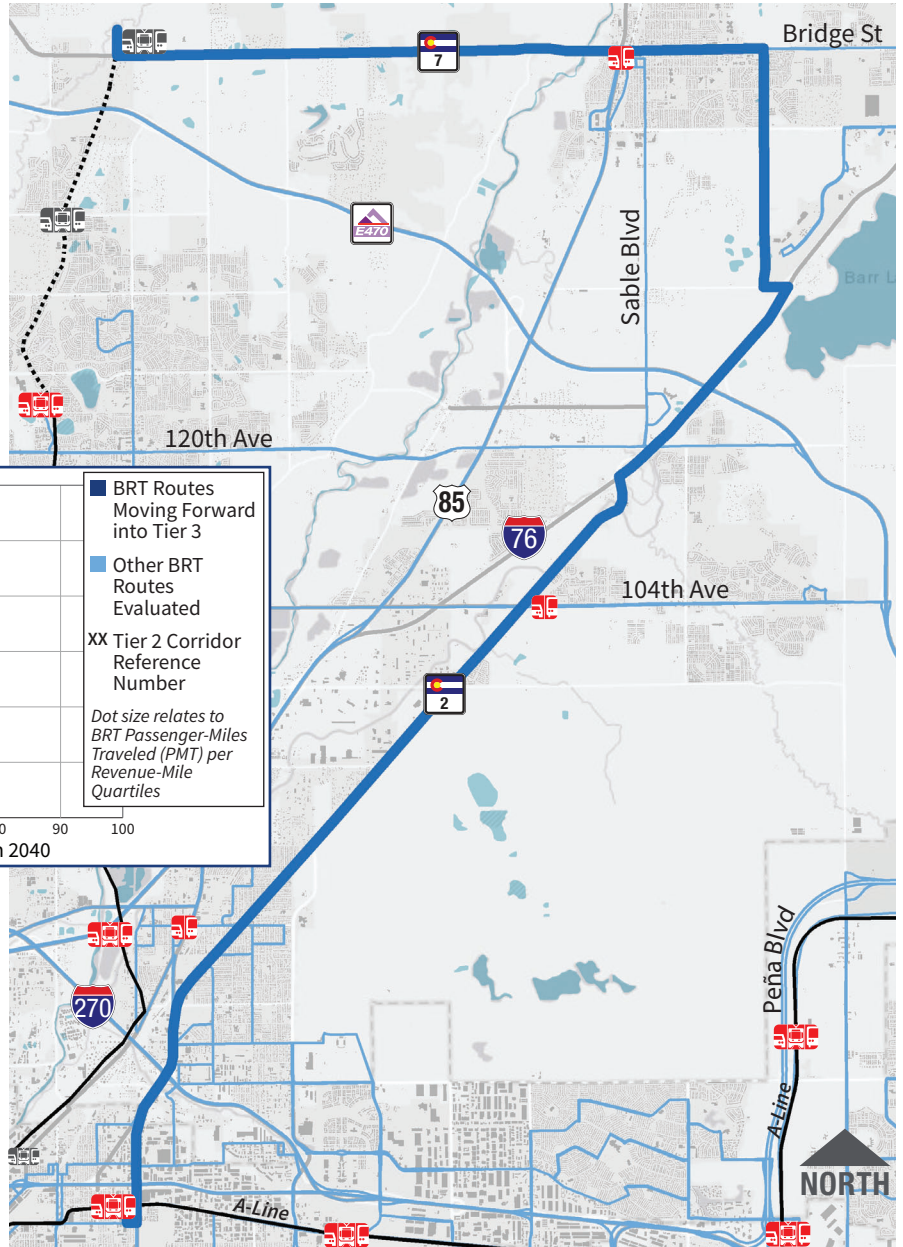 Bridge St
7
E470
Sable Blvd
Barr L
120th Ave
85
76
104th Ave
2
BRT Routes
Moving Forward
into Tier 3
Other BRT
Routes
Evaluated
XX Tier 2 Corridor
Reference
Number
Dot size relates to
BRT Passenger-Miles
Traveled (PMT) per
Revenue-Mile
Quartiles
0 90 100
2040
270
Peña Blvd
A-Line
NORTH
A-Line